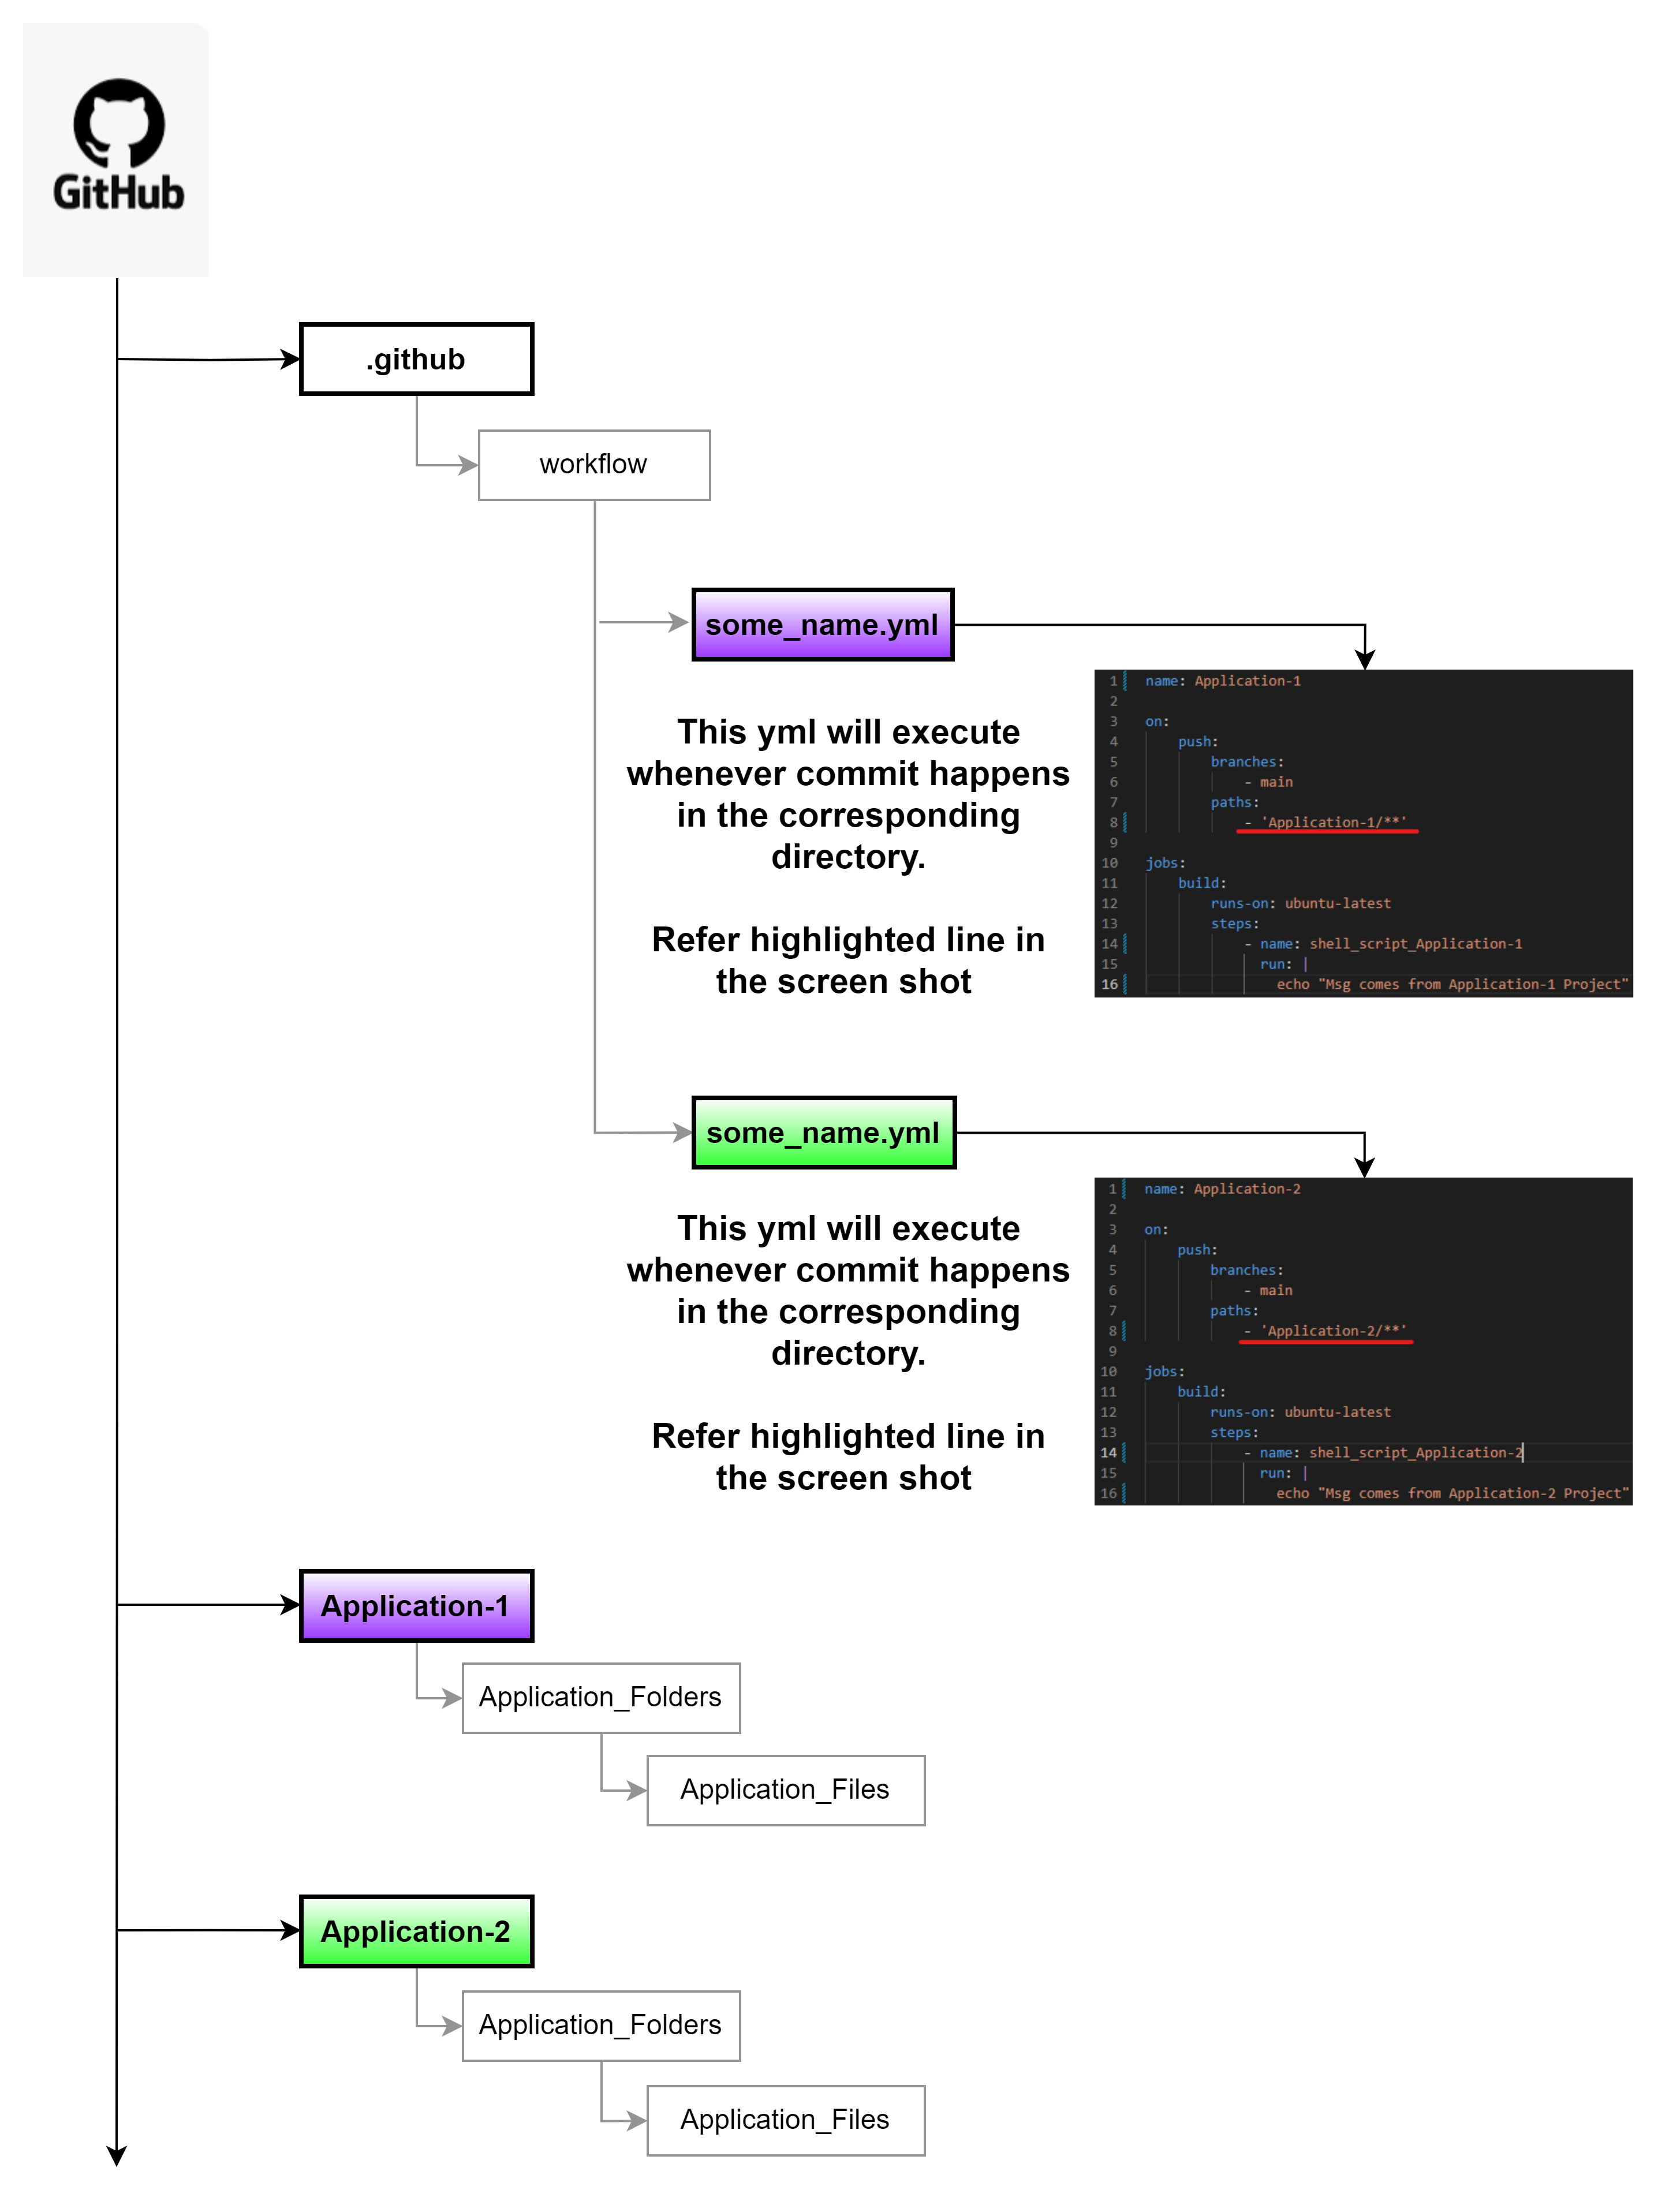 GitHub
.github
workflow
some_name.yml
This yml will execute
whenever commit happens
in the corresponding
directory.
Refer highlighted line in
the screen shot
1 name: Application-1
2
3 on:
4 push:
5 branches:
6 - main
7 paths:
8 - 'Application-1/**'
9
10 jobs:
11 build:
12 runs-on: ubuntu-latest
13 steps:
14 - name: shell_script_Application-1
15 run: |
16 echo "Msg comes from Application-1 Project"
some_name.yml
This yml will execute
whenever commit happens
in the corresponding
directory.
Refer highlighted line in
the screen shot
1 name: Application-2
2
3 on:
4 push:
5 branches:
6 - main
7 paths:
8 - 'Application-2/**'
9
10 jobs:
11 build:
12 runs-on: ubuntu-latest
13 steps:
14 - name: shell_script_Application-2
15 run: |
16 echo "Msg comes from Application-2 Project"
Application-1
Application_Folders
Application_Files
Application-2
Application_Folders
Application_Files